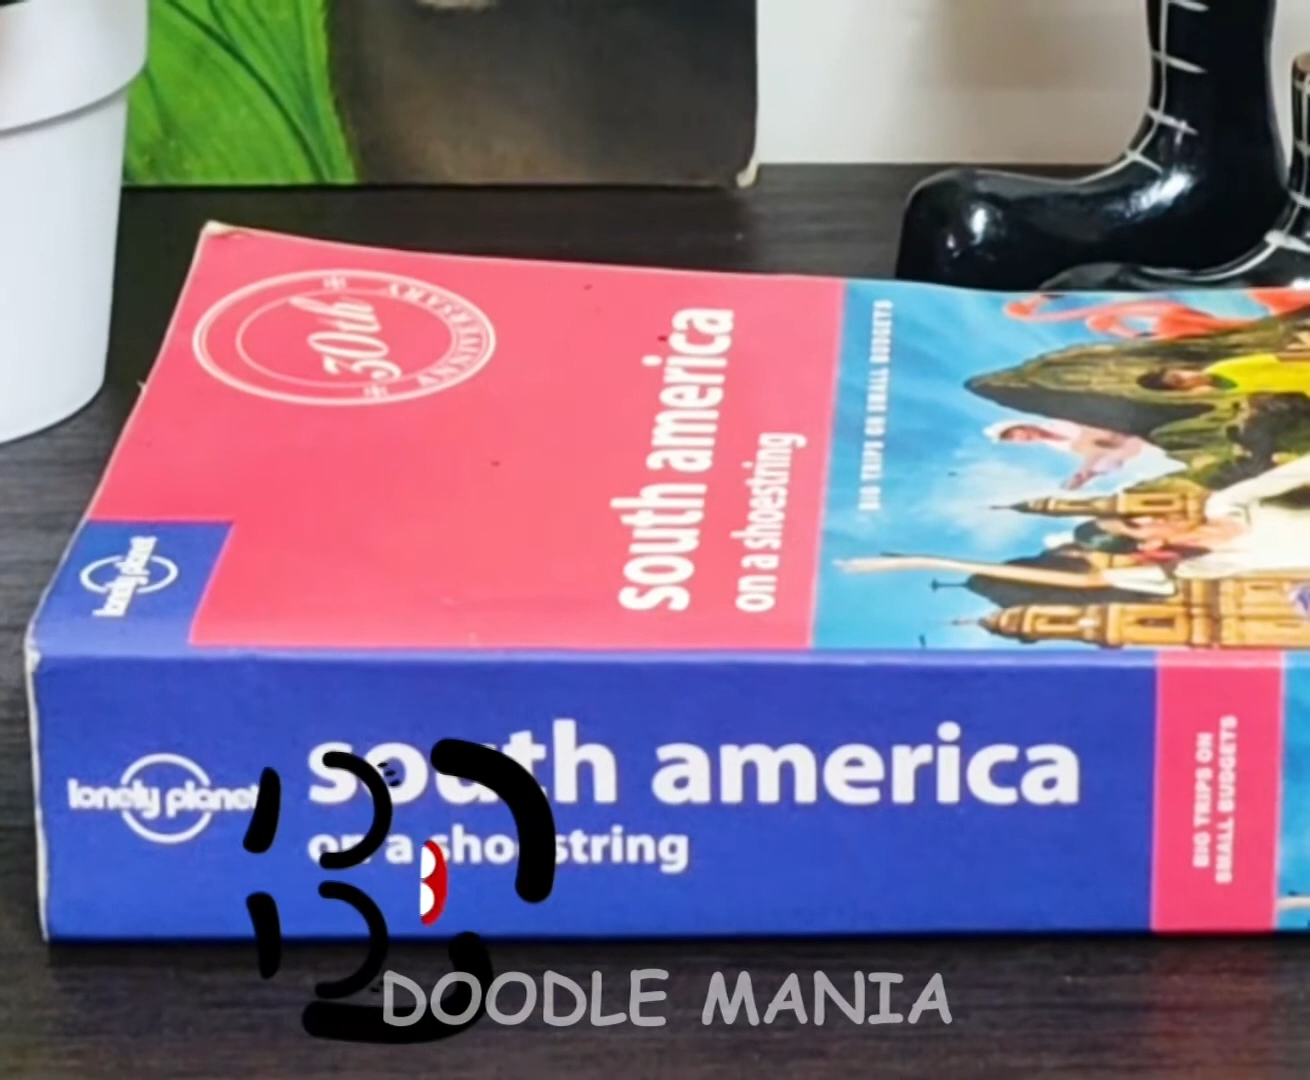 30th
ANNIVERSARY
south america
on a shoestring
BIG TRIPS ON SMALL BUDGETS
lonely planet
lonely planet
south america
on a shoestring
BIG TRIPS ON
SMALL BUDGETS
DOODLE MANIA